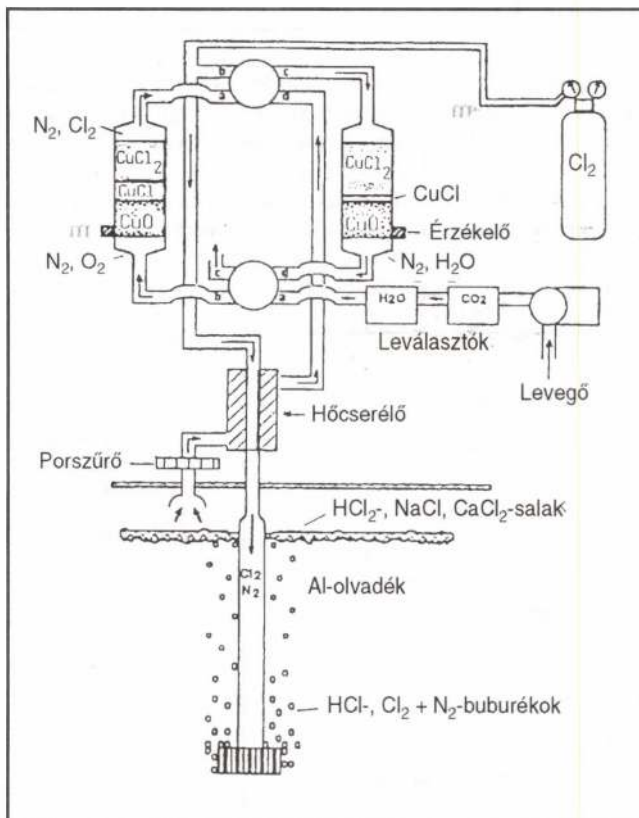 b
c
a
d
N₂, Cl₂
CuCl₂
CuCl
CuO
N₂, O₂
CuCl₂
CuCl
CuO
Érzékelő
N₂, H₂O
Cl₂
c
d
b
a
H₂O
CO₂
Leválasztók
Levegő
Hőcserélő
Porszűrő
HCl₂-, NaCl, CaCl₂-salak
Al-olvadék
Cl₂
N₂
HCl-, Cl₂ + N₂-buburékok